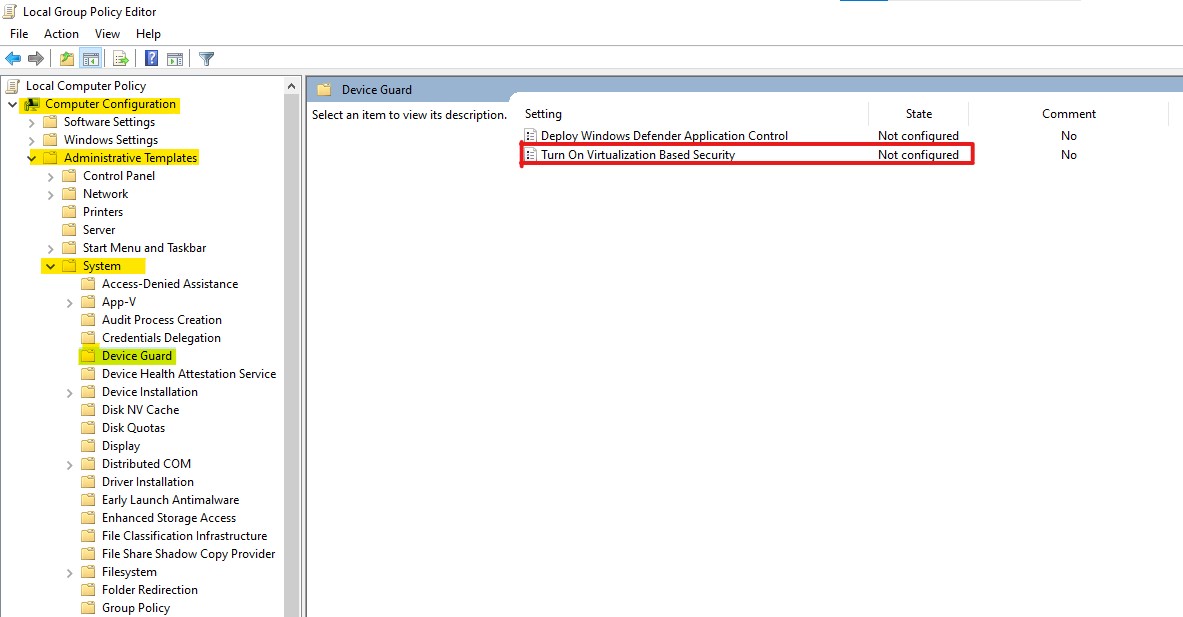 Local Group Policy Editor
File Action View Help
Local Computer Policy
Computer Configuration
Software Settings
Windows Settings
Administrative Templates
Control Panel
Network
Printers
Server
Start Menu and Taskbar
System
Access-Denied Assistance
App-V
Audit Process Creation
Credentials Delegation
Device Guard
Device Health Attestation Service
Device Installation
Disk NV Cache
Disk Quotas
Display
Distributed COM
Driver Installation
Early Launch Antimalware
Enhanced Storage Access
File Classification Infrastructure
File Share Shadow Copy Provider
Filesystem
Folder Redirection
Group Policy
Device Guard
Select an item to view its description.
Setting State Comment
Deploy Windows Defender Application Control Not configured No
Turn On Virtualization Based Security Not configured No